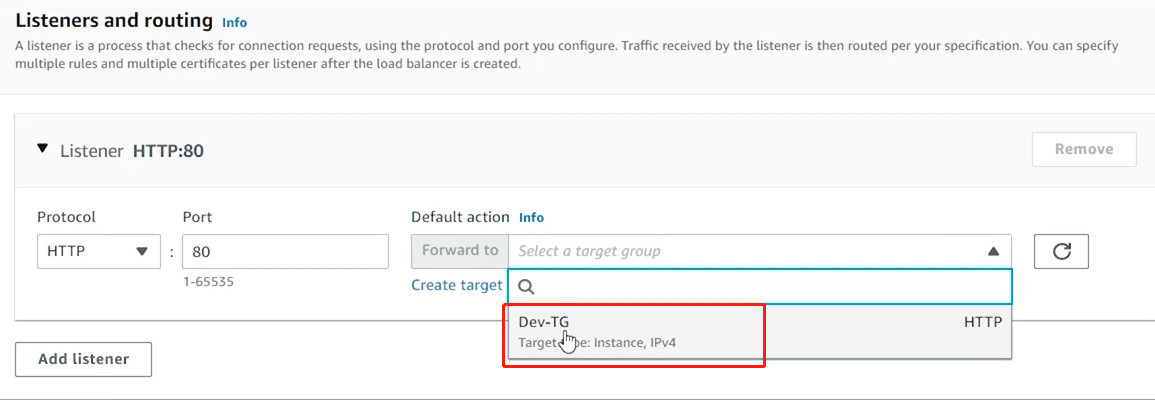 Listeners and routing Info
A listener is a process that checks for connection requests, using the protocol and port you configure. Traffic received by the listener is then routed per your specification. You can specify
multiple rules and multiple certificates per listener after the load balancer is created.
Listener HTTP:80
Remove
Protocol Port Default action Info
HTTP : 80 Forward to Select a target group
1-65535 Create target
Dev-TG HTTP
Target Instance, IPv4
Add listener